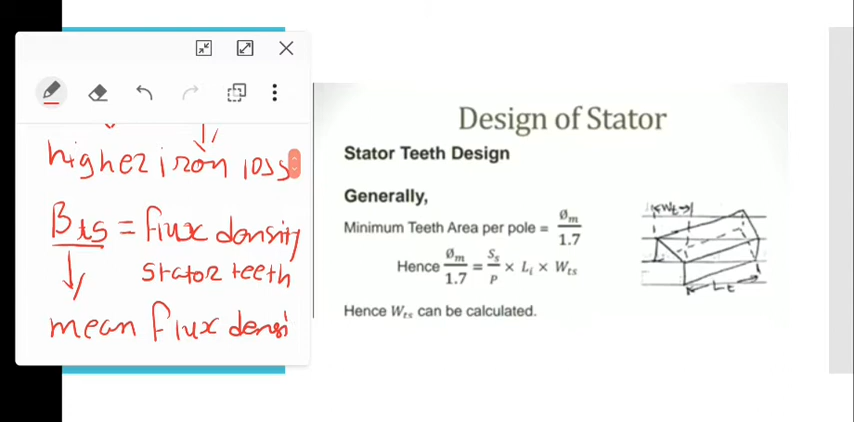 higher iron loss
Bts = flux density
stator teeth
mean flux densi
Design of Stator
Stator Teeth Design
Generally,
Minimum Teeth Area per pole = Øm / 1.7
Hence Øm / 1.7 = Ss / P × Li × Wts
Hence Wts can be calculated.
Wt
Lt